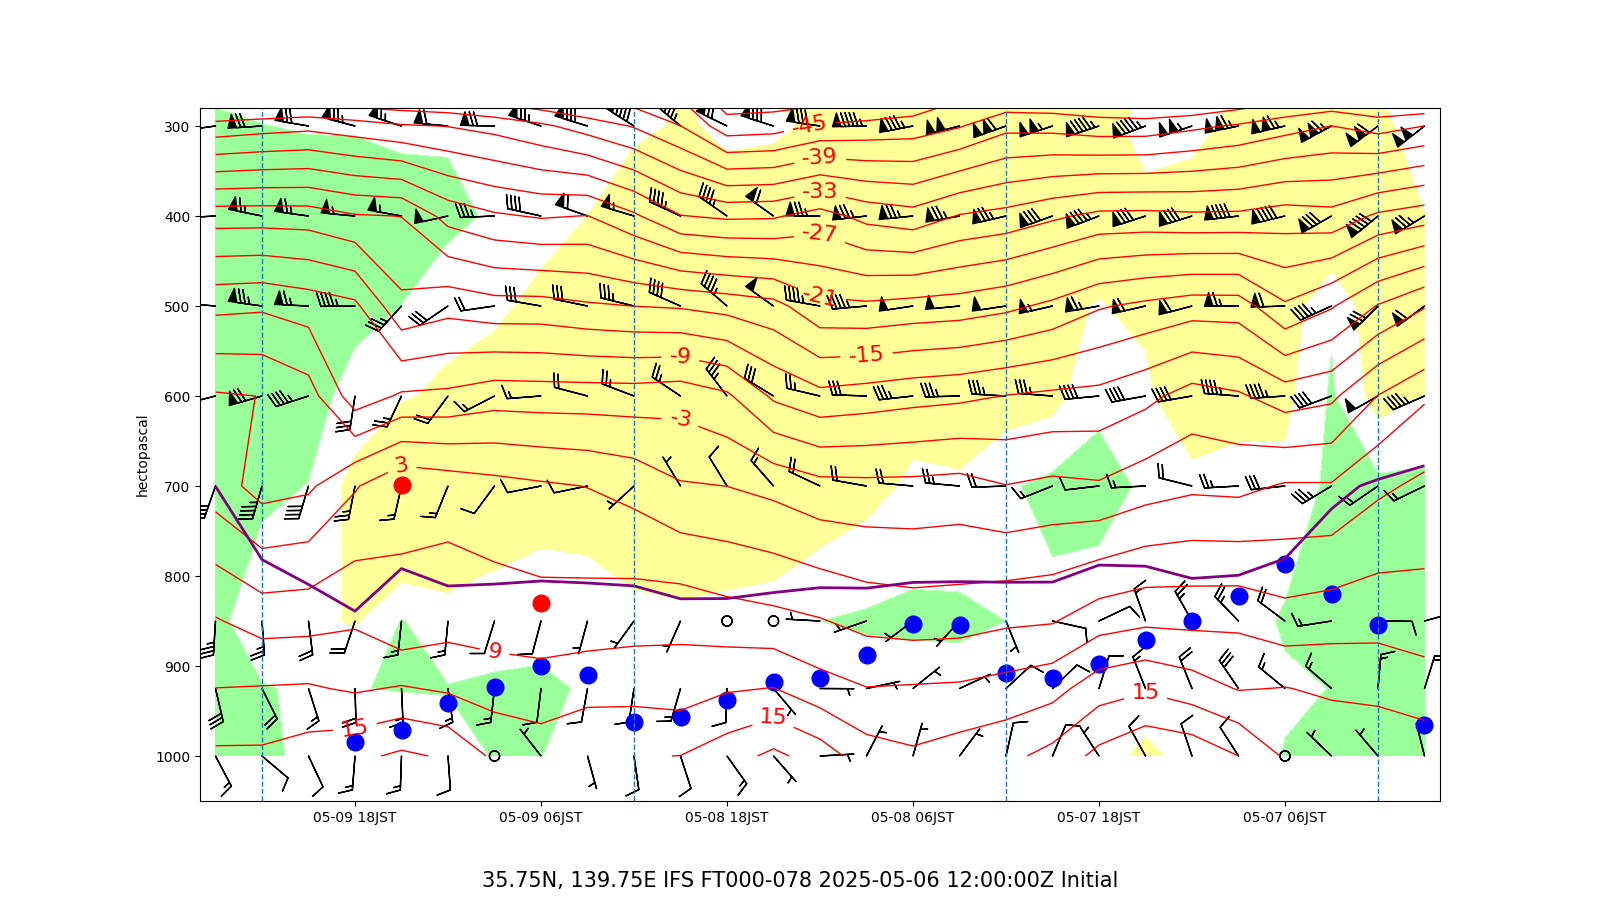 300
400
500
600
700
800
900
1000
hectopascal
-45
-39
-33
-27
-21
-15
-9
-3
3
9
15
15
15
05-09 18JST
05-09 06JST
05-08 18JST
05-08 06JST
05-07 18JST
05-07 06JST
35.75N, 139.75E IFS FT000-078 2025-05-06 12:00:00Z Initial